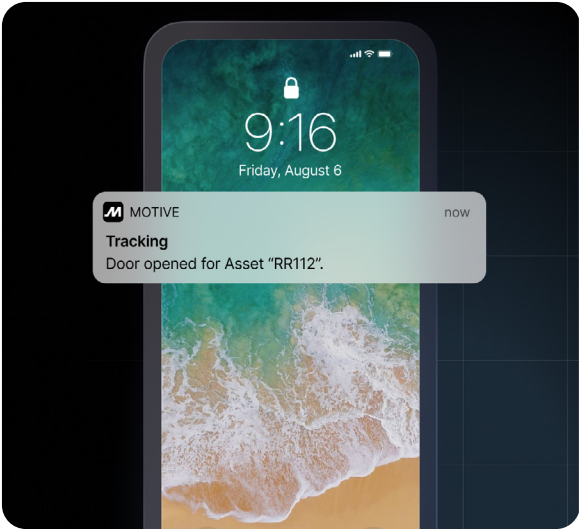 9:16
Friday, August 6
MOTIVE now
Tracking
Door opened for Asset “RR112”.